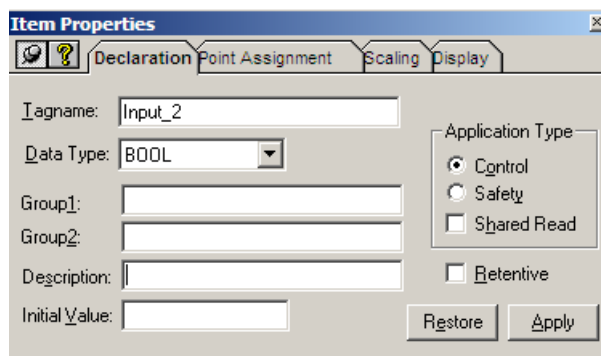 Item Properties
? Declaration Point Assignment Scaling Display
Tagname: Input_2
Data Type: BOOL
Application Type
Control
Safety
Shared Read
Group1:
Group2:
Description:
Retentive
Initial Value:
Restore Apply